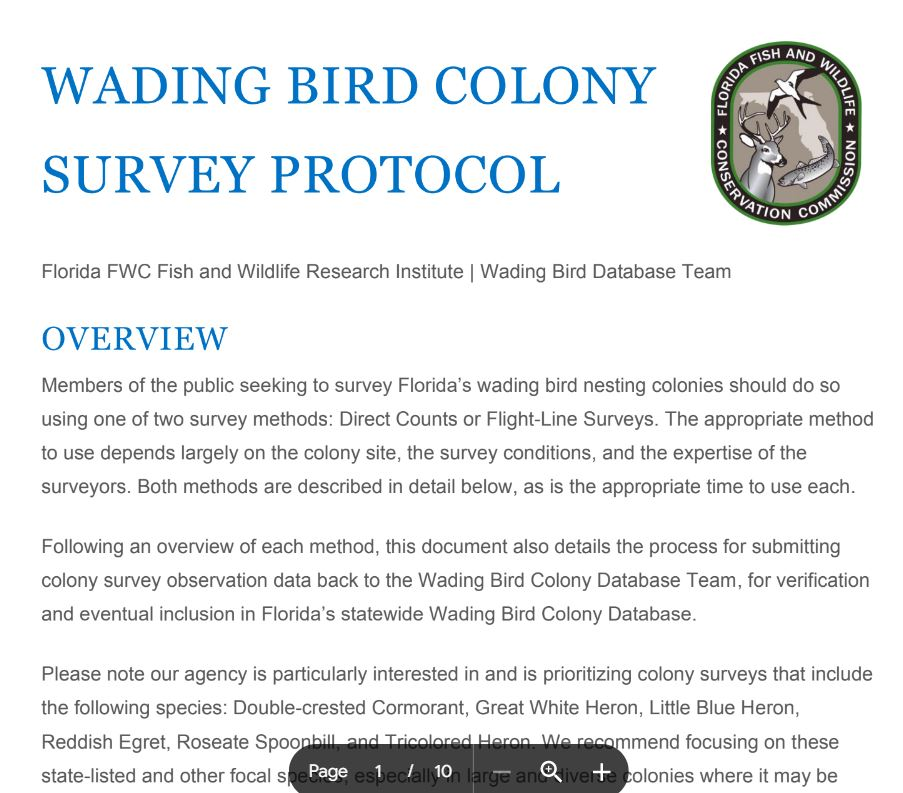 WADING BIRD COLONY
SURVEY PROTOCOL
FLORIDA FISH AND WILDLIFE
CONSERVATION COMMISSION
Florida FWC Fish and Wildlife Research Institute | Wading Bird Database Team
OVERVIEW
Members of the public seeking to survey Florida’s wading bird nesting colonies should do so
using one of two survey methods: Direct Counts or Flight-Line Surveys. The appropriate method
to use depends largely on the colony site, the survey conditions, and the expertise of the
surveyors. Both methods are described in detail below, as is the appropriate time to use each.
Following an overview of each method, this document also details the process for submitting
colony survey observation data back to the Wading Bird Colony Database Team, for verification
and eventual inclusion in Florida’s statewide Wading Bird Colony Database.
Please note our agency is particularly interested in and is prioritizing colony surveys that include
the following species: Double-crested Cormorant, Great White Heron, Little Blue Heron,
Reddish Egret, Roseate Spoonbill, and Tricolored Heron. We recommend focusing on these
state-listed and other focal species, especially in large and diverse colonies where it may be
Page 1 / 10